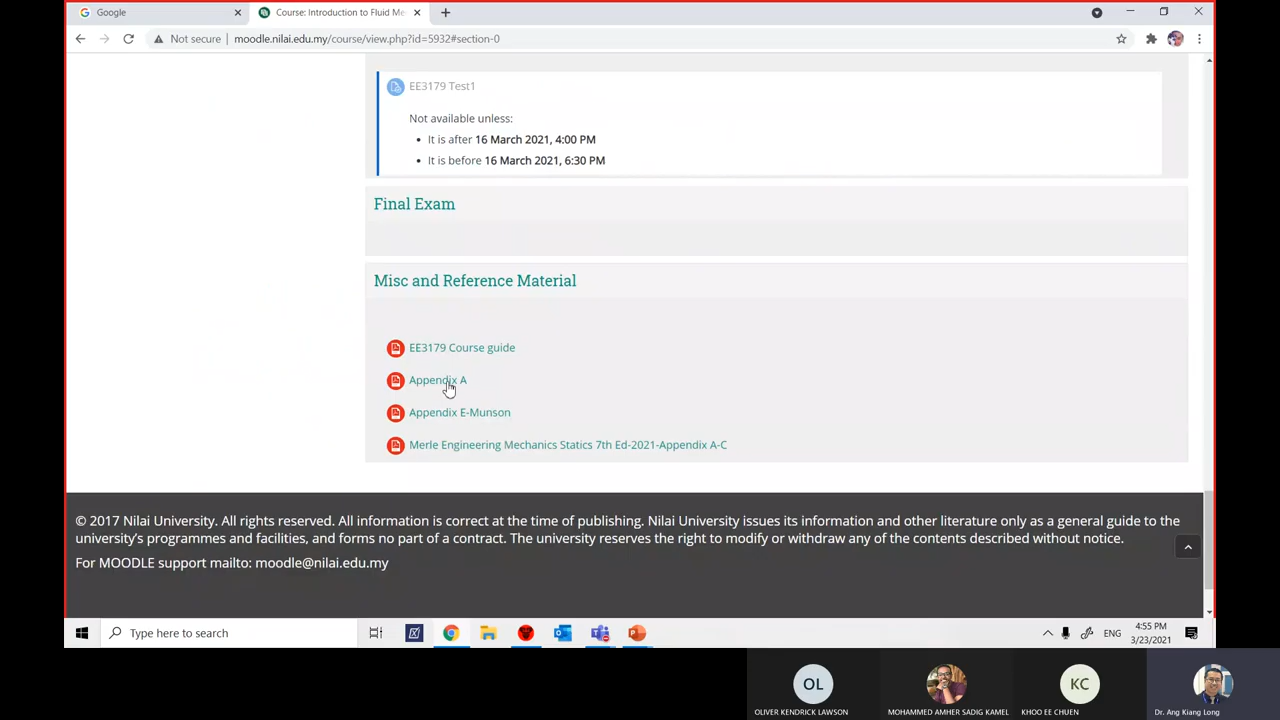 Google
Course: Introduction to Fluid Me
Not secure
moodle.nilai.edu.my/course/view.php?id=5932#section-0
EE3179 Test1
Not available unless:
• It is after 16 March 2021, 4:00 PM
• It is before 16 March 2021, 6:30 PM
Final Exam
Misc and Reference Material
EE3179 Course guide
Appendix A
Appendix E-Munson
Merle Engineering Mechanics Statics 7th Ed-2021-Appendix A-C
© 2017 Nilai University. All rights reserved. All information is correct at the time of publishing. Nilai University issues its information and other literature only as a general guide to the
university's programmes and facilities, and forms no part of a contract. The university reserves the right to modify or withdraw any of the contents described without notice.
For MOODLE support mailto: moodle@nilai.edu.my
Type here to search
ENG
4:55 PM
3/23/2021
OL
KC
OLIVER KENDRICK LAWSON
MOHAMMED AMHER SADIG KAMEL
KHOO EE CHUEN
Dr. Ang Kiang Long